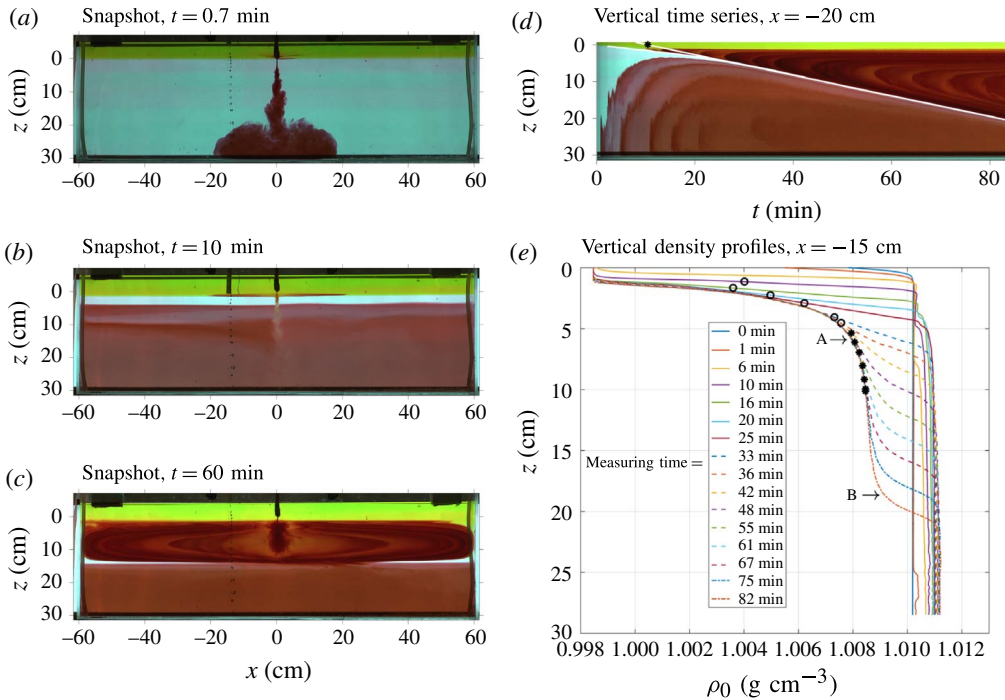 (a) Snapshot, t = 0.7 min
z (cm)
0
10
20
30
−60 −40 −20 0 20 40 60
(b) Snapshot, t = 10 min
z (cm)
0
10
20
30
−60 −40 −20 0 20 40 60
(c) Snapshot, t = 60 min
z (cm)
0
10
20
30
−60 −40 −20 0 20 40 60
x (cm)
(d) Vertical time series, x = −20 cm
z (cm)
0
10
20
30
0 20 40 60 80
t (min)
(e) Vertical density profiles, x = −15 cm
z (cm)
0
5
10
15
20
25
30
A→
B→
Measuring time =
0 min
1 min
6 min
10 min
16 min
20 min
25 min
33 min
36 min
42 min
48 min
55 min
61 min
67 min
75 min
82 min
0.998 1.000 1.002 1.004 1.006 1.008 1.010 1.012
ρ₀ (g cm⁻³)